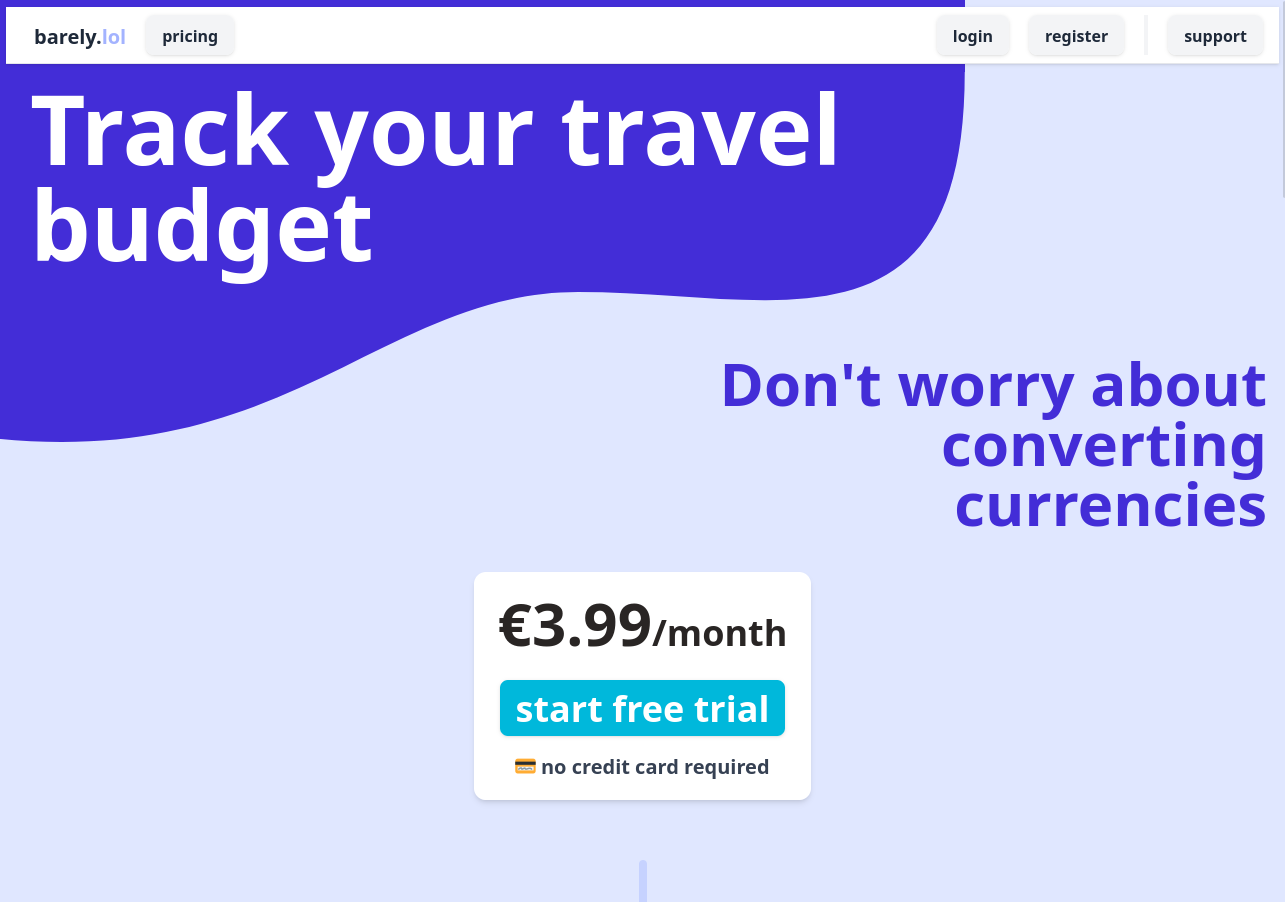 barely.lol pricing login register support
Track your travel
budget
Don't worry about
converting
currencies
€3.99/month
start free trial
💳 no credit card required